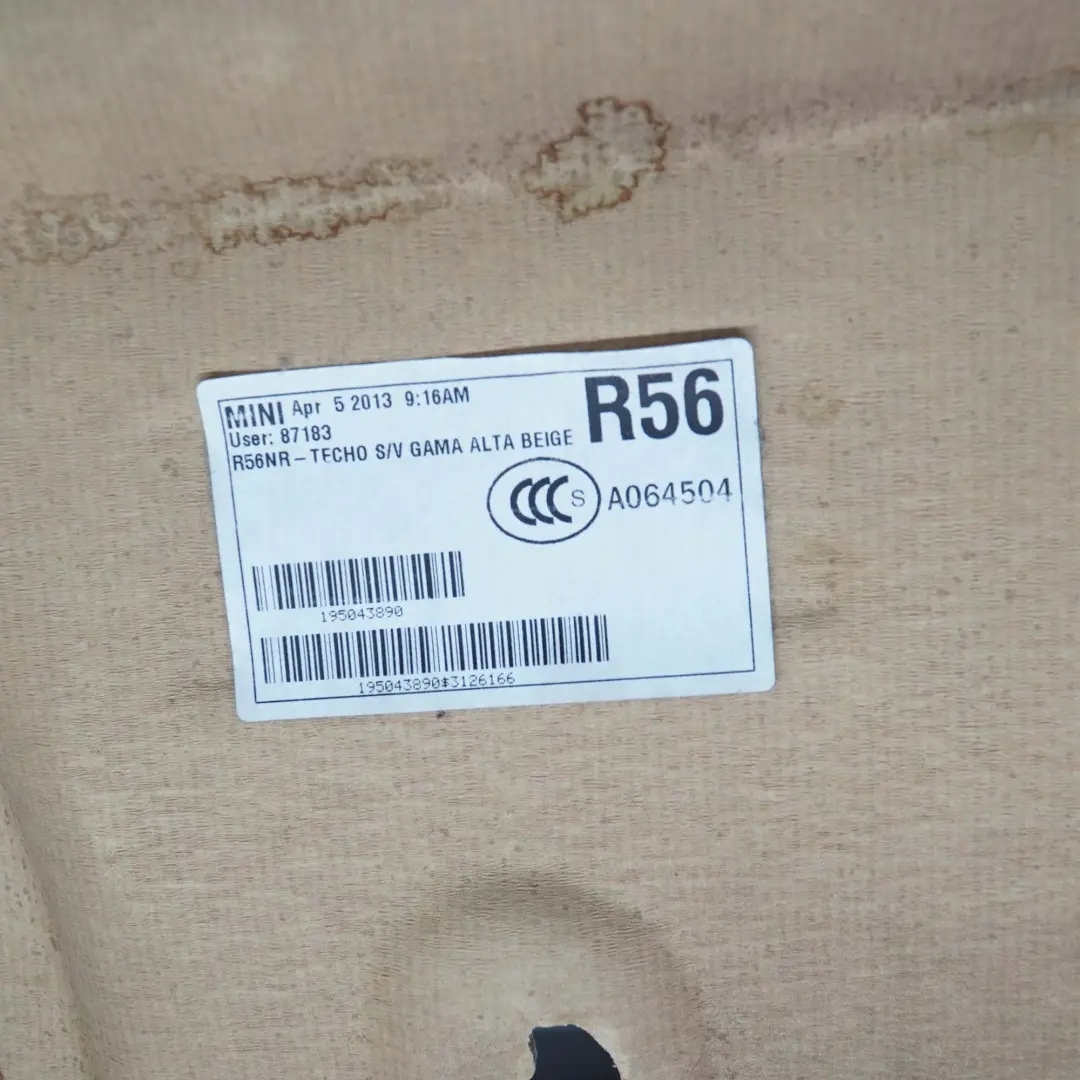 MINI Apr 5 2013 9:16AM
R56
User: 87183
R56NR-TECHO S/V GAMA ALTA BEIGE
CCC S A064504
195043890
195043890$3126166